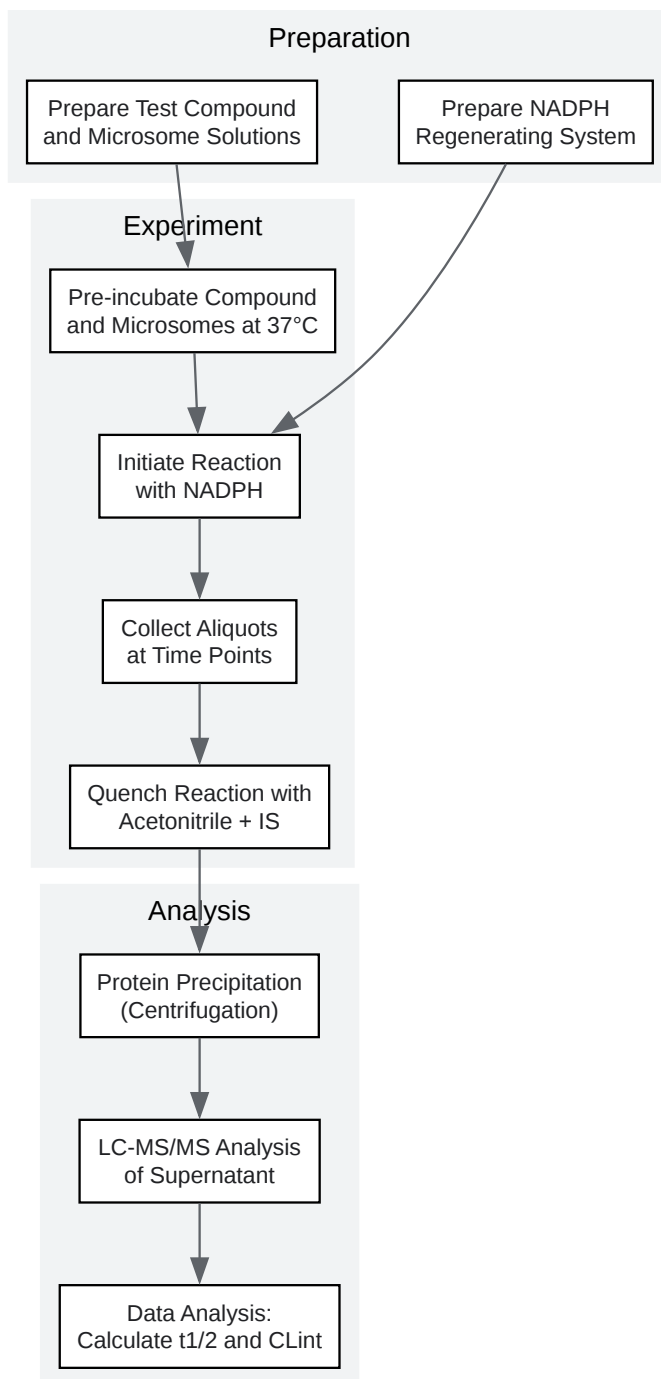 Preparation
Prepare Test Compound
and Microsome Solutions
Prepare NADPH
Regenerating System
Experiment
Pre-incubate Compound
and Microsomes at 37°C
Initiate Reaction
with NADPH
Collect Aliquots
at Time Points
Quench Reaction with
Acetonitrile + IS
Analysis
Protein Precipitation
(Centrifugation)
LC-MS/MS Analysis
of Supernatant
Data Analysis:
Calculate t1/2 and CLint